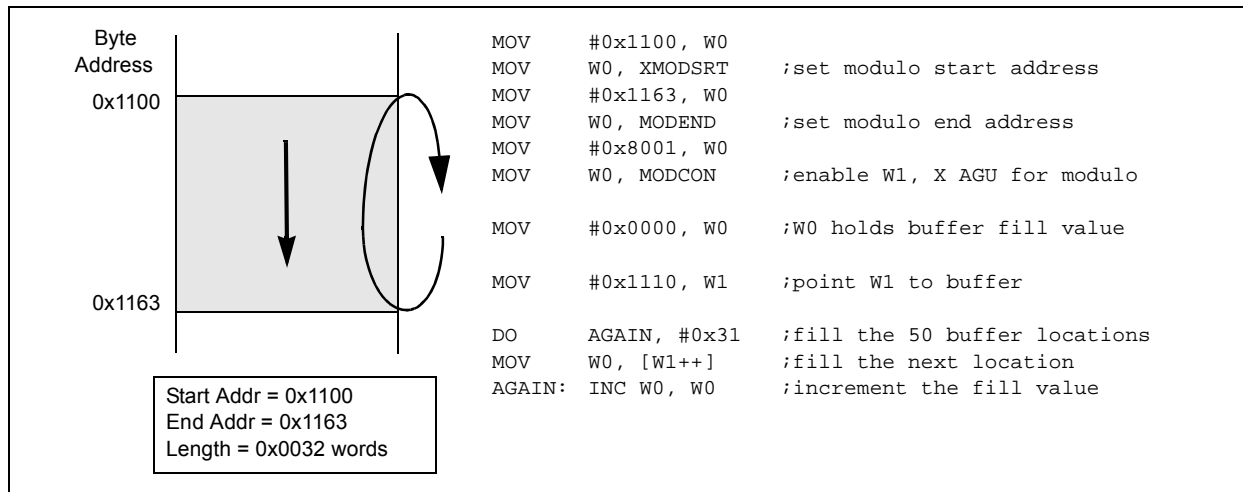 Byte
Address
0x1100
0x1163
Start Addr = 0x1100
End Addr = 0x1163
Length = 0x0032 words
MOV #0x1100, W0
MOV W0, XMODSRT ;set modulo start address
MOV #0x1163, W0
MOV W0, MODEND ;set modulo end address
MOV #0x8001, W0
MOV W0, MODCON ;enable W1, X AGU for modulo
MOV #0x0000, W0 ;W0 holds buffer fill value
MOV #0x1110, W1 ;point W1 to buffer
DO AGAIN, #0x31 ;fill the 50 buffer locations
MOV W0, [W1++] ;fill the next location
AGAIN: INC W0, W0 ;increment the fill value